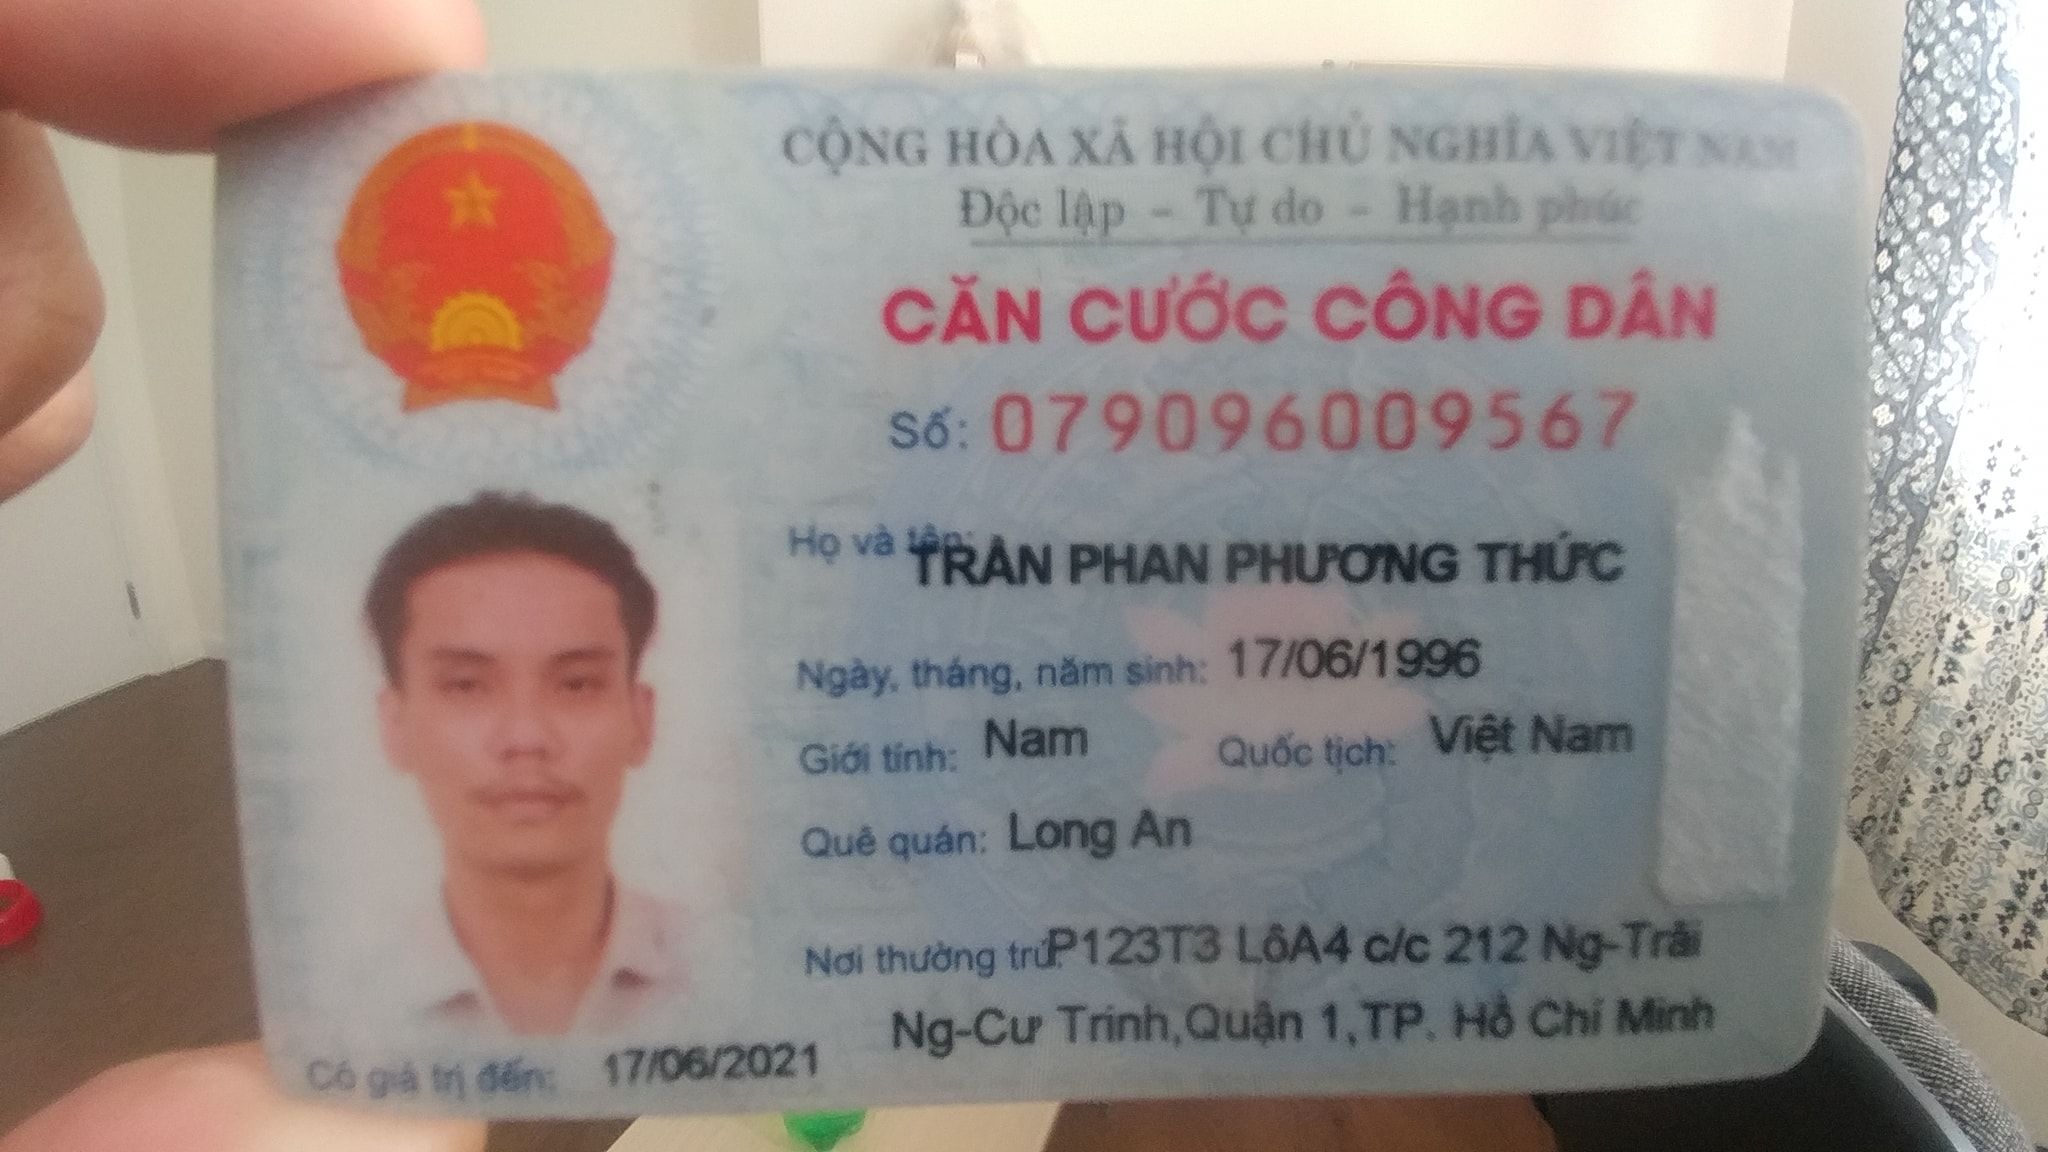 CỘNG HÒA XÃ HỘI CHỦ NGHĨA VIỆT NAM
Độc lập - Tự do - Hạnh phúc
CĂN CƯỚC CÔNG DÂN
Số: 079096009567
Họ và tên: TRẦN PHAN PHƯƠNG THỨC
Ngày, tháng, năm sinh: 17/06/1996
Giới tính: Nam Quốc tịch: Việt Nam
Quê quán: Long An
Nơi thường trú: P123T3 LôA4 c/c 212 Ng-Trãi
Ng-Cư Trinh,Quận 1,TP. Hồ Chí Minh
Có giá trị đến: 17/06/2021